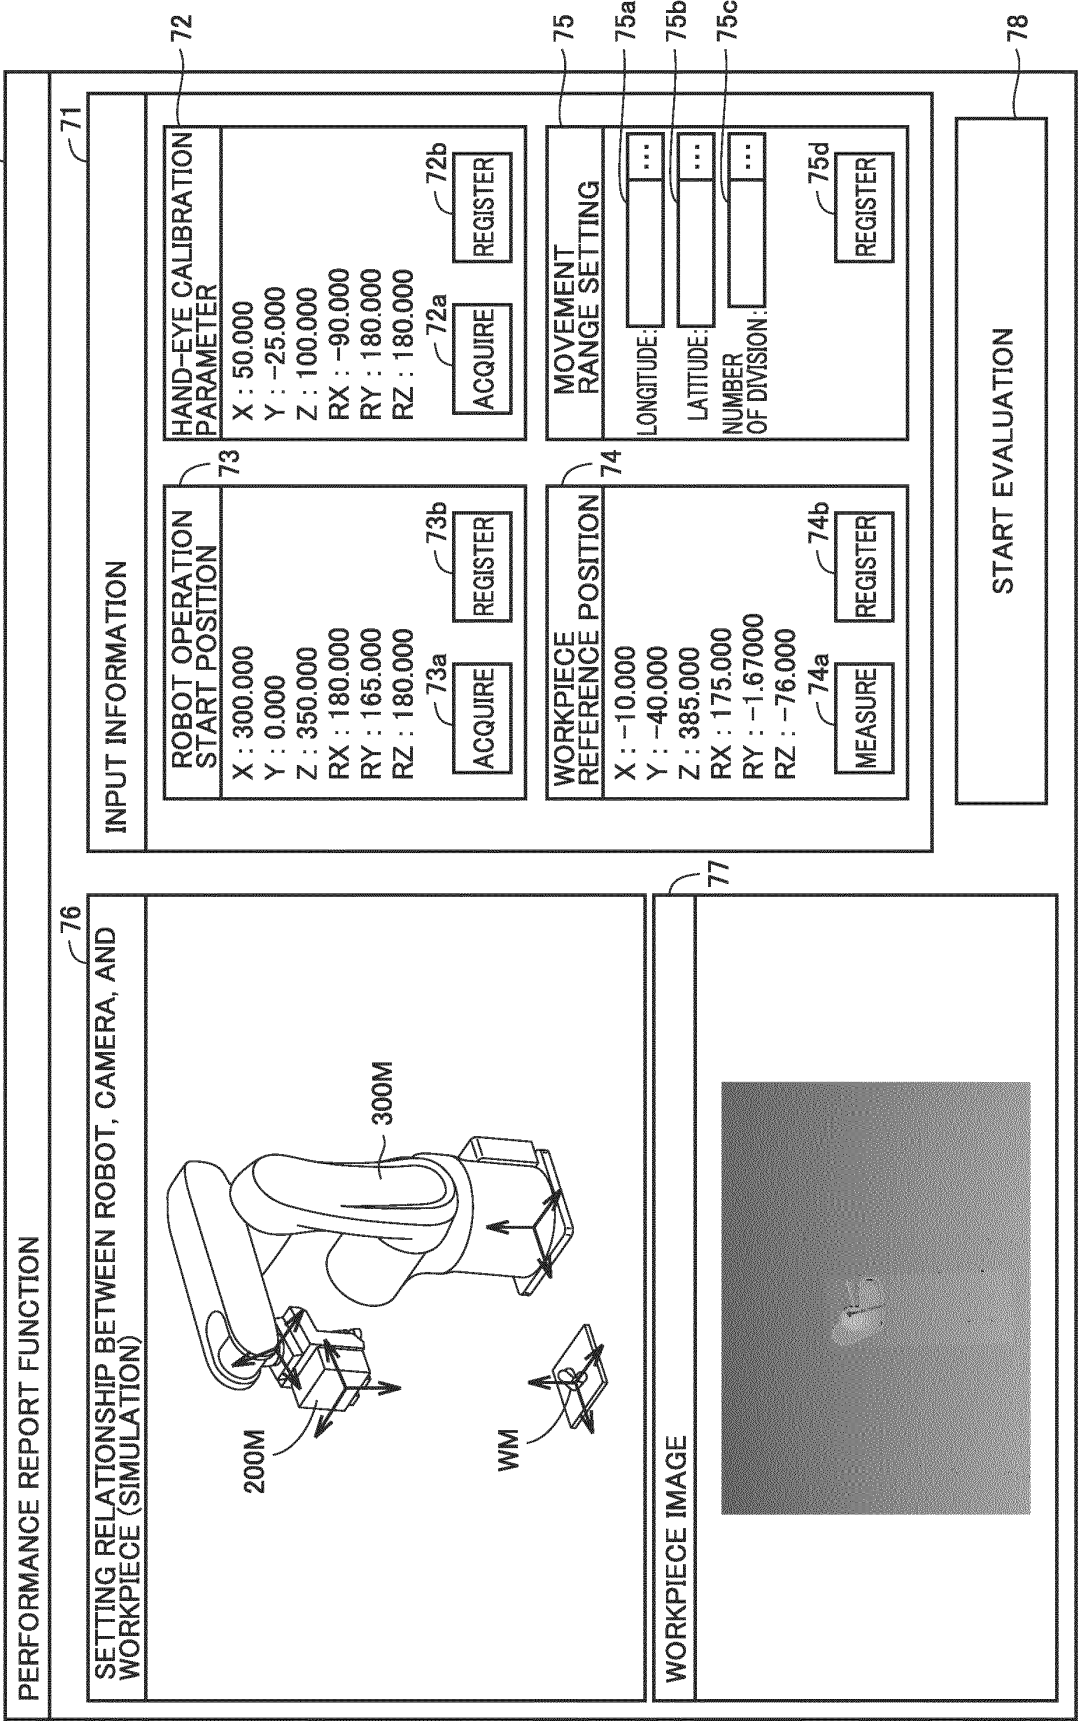 PERFORMANCE REPORT FUNCTION
76
SETTING RELATIONSHIP BETWEEN ROBOT, CAMERA, AND
WORKPIECE (SIMULATION)
200M
300M
WM
77
WORKPIECE IMAGE
71
INPUT INFORMATION
73
ROBOT OPERATION
START POSITION
X : 300.000
Y : 0.000
Z : 350.000
RX : 180.000
RY : 165.000
RZ : 180.000
73a
73b
ACQUIRE
REGISTER
72
HAND-EYE CALIBRATION
PARAMETER
X : 50.000
Y : -25.000
Z : 100.000
RX : -90.000
RY : 180.000
RZ : 180.000
72a
72b
ACQUIRE
REGISTER
74
WORKPIECE
REFERENCE POSITION
X : -10.000
Y : -40.000
Z : 385.000
RX : 175.000
RY : -1.67000
RZ : -76.000
74a
74b
MEASURE
REGISTER
75
MOVEMENT
RANGE SETTING
75a
LONGITUDE: ...
75b
LATITUDE: ...
75c
NUMBER
OF DIVISION: ...
75d
REGISTER
78
START EVALUATION